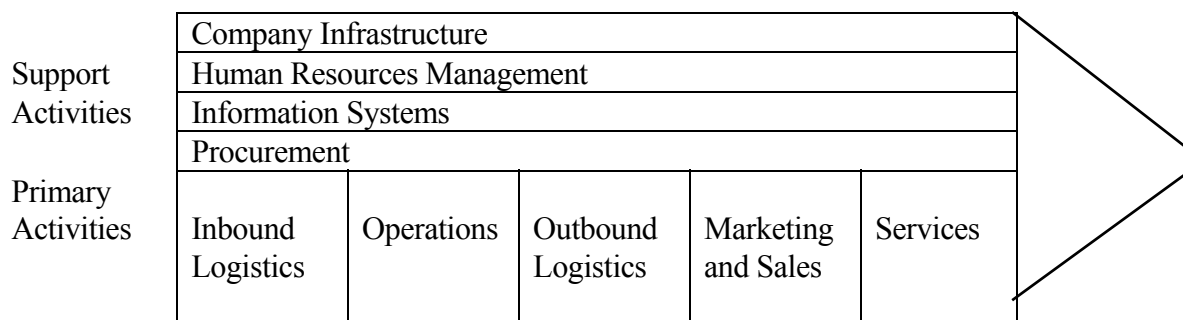 Company Infrastructure
Support
Activities
Human Resources Management
Information Systems
Procurement
Primary
Activities
Inbound
Logistics
Operations
Outbound
Logistics
Marketing
and Sales
Services